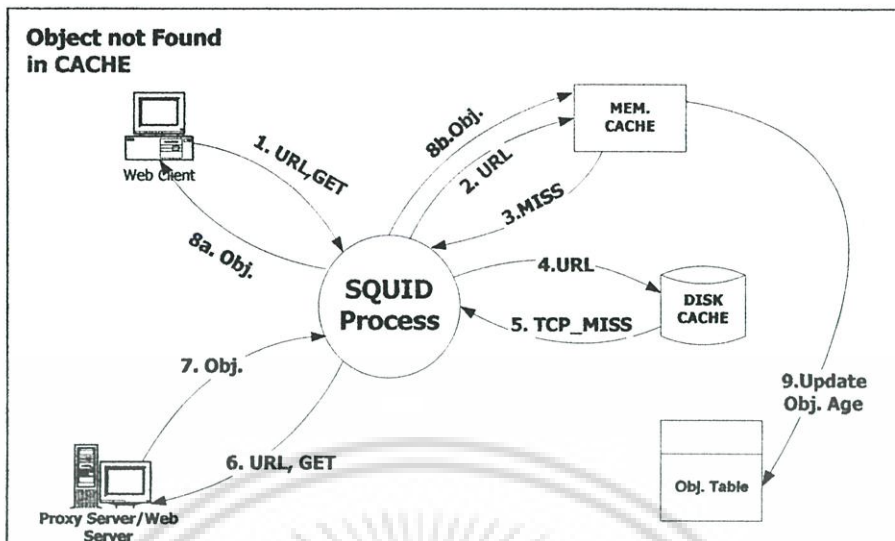 Object not Found
in CACHE
Web Client
1. URL,GET
8a. Obj.
8b.Obj.
2. URL
3.MISS
MEM.
CACHE
SQUID
Process
4.URL
5. TCP_MISS
DISK
CACHE
7. Obj.
6. URL, GET
Proxy Server/Web
Server
9.Update
Obj. Age
Obj. Table